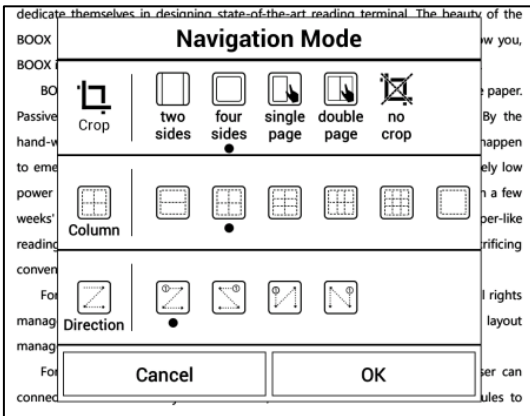 dedicate themselves in designing state-of-the-art reading terminal. The beauty of the
BOOX
ow you,
BOOX i
Navigation Mode
BO
paper.
Passive
By the
hand-w
happen
to eme
ely low
power
n a few
weeks'
per-like
reading
crificing
conven
For
l rights
manag
layout
manag
For
ser can
connec
ules to
Crop
two sides
four sides
single page
double page
no crop
Column
Direction
Cancel
OK